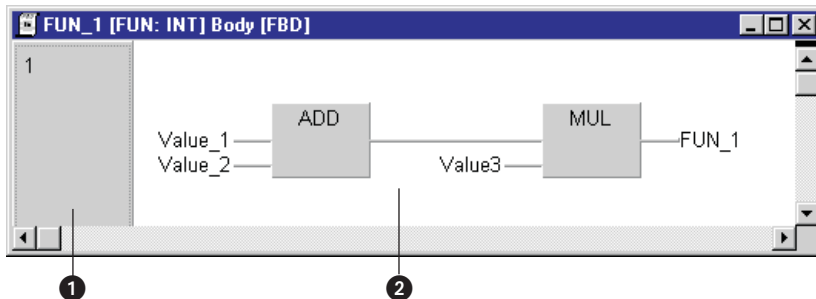 FUN_1 [FUN: INT] Body [FBD]
1
ADD
MUL
Value_1
FUN_1
Value_2
Value3
1
2